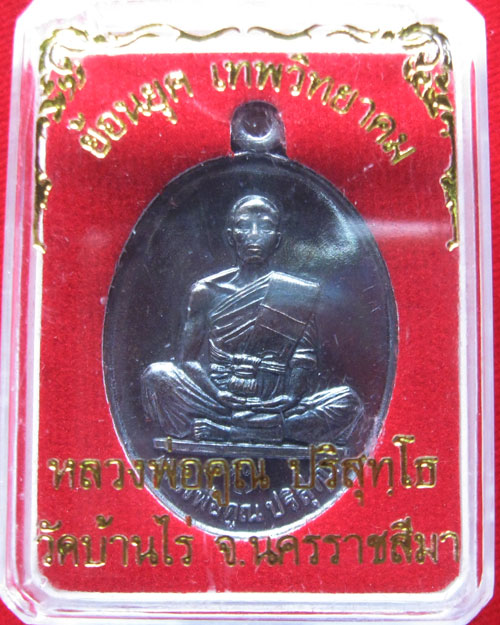 ย้อนยุค เทพวิทยาคม
หลวงพ่อคูณ ปริสุทฺโธ
วัดบ้านไร่ จ.นครราชสีมา